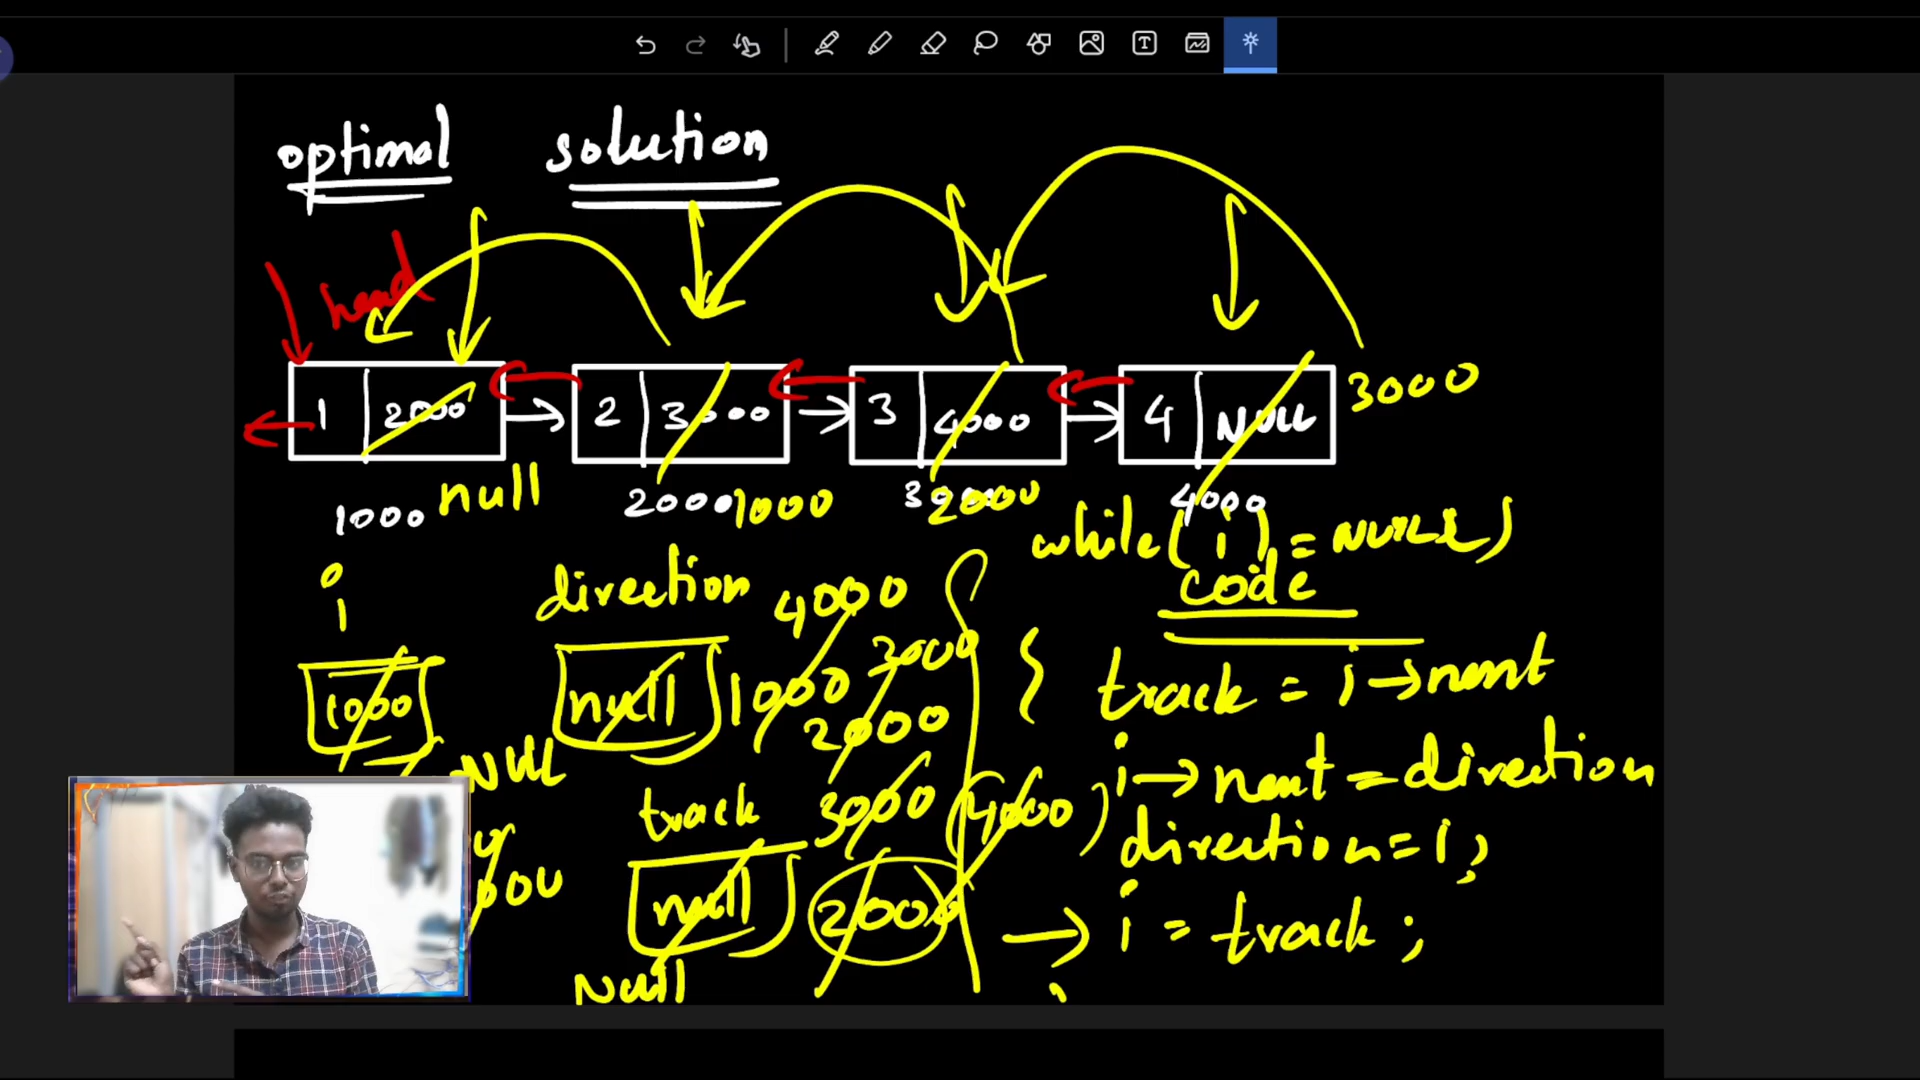 optimal solution
head
1 2000
2 3000
3 4000
4 NULL
3000
1000 null
2000 1000
2000
4000
while(i != NULL)
code
i
direction 4000
3000
1000
null 1000
2000
NULL
track 3000 (4000)
null 2000
Null
{ track = i→next
i→next = direction
direction = i;
→ i = track;